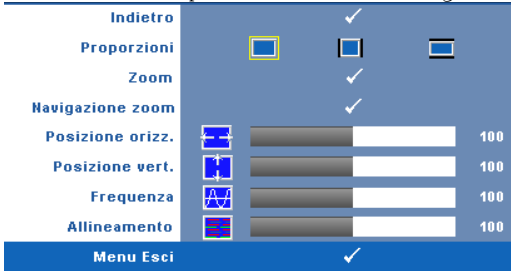 Indietro
Proporzioni
Zoom
Navigazione zoom
Posizione orizz. 100
Posizione vert. 100
Frequenza 100
Allineamento 100
Menu Esci